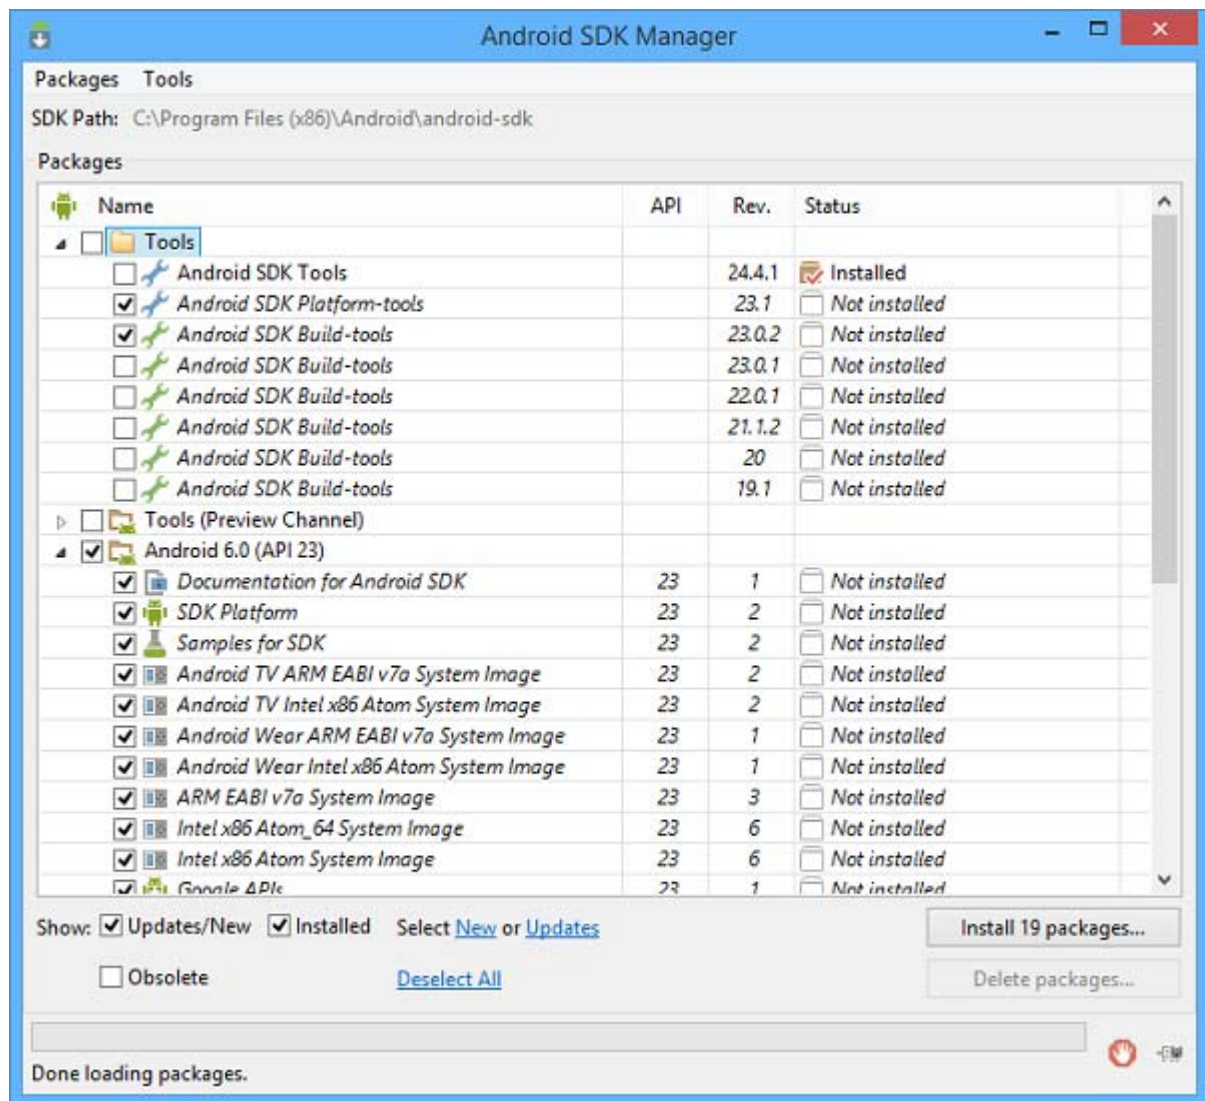 Android SDK Manager
Packages Tools
SDK Path: C:\Program Files (x86)\Android\android-sdk
Packages
Name API Rev. Status
Tools
Android SDK Tools 24.4.1 Installed
Android SDK Platform-tools 23.1 Not installed
Android SDK Build-tools 23.0.2 Not installed
Android SDK Build-tools 23.0.1 Not installed
Android SDK Build-tools 22.0.1 Not installed
Android SDK Build-tools 21.1.2 Not installed
Android SDK Build-tools 20 Not installed
Android SDK Build-tools 19.1 Not installed
Tools (Preview Channel)
Android 6.0 (API 23)
Documentation for Android SDK 23 1 Not installed
SDK Platform 23 2 Not installed
Samples for SDK 23 2 Not installed
Android TV ARM EABI v7a System Image 23 2 Not installed
Android TV Intel x86 Atom System Image 23 2 Not installed
Android Wear ARM EABI v7a System Image 23 1 Not installed
Android Wear Intel x86 Atom System Image 23 1 Not installed
ARM EABI v7a System Image 23 3 Not installed
Intel x86 Atom_64 System Image 23 6 Not installed
Intel x86 Atom System Image 23 6 Not installed
Google APIs 23 1 Not installed
Show: Updates/New Installed Select New or Updates Install 19 packages...
Obsolete Deselect All Delete packages...
Done loading packages.